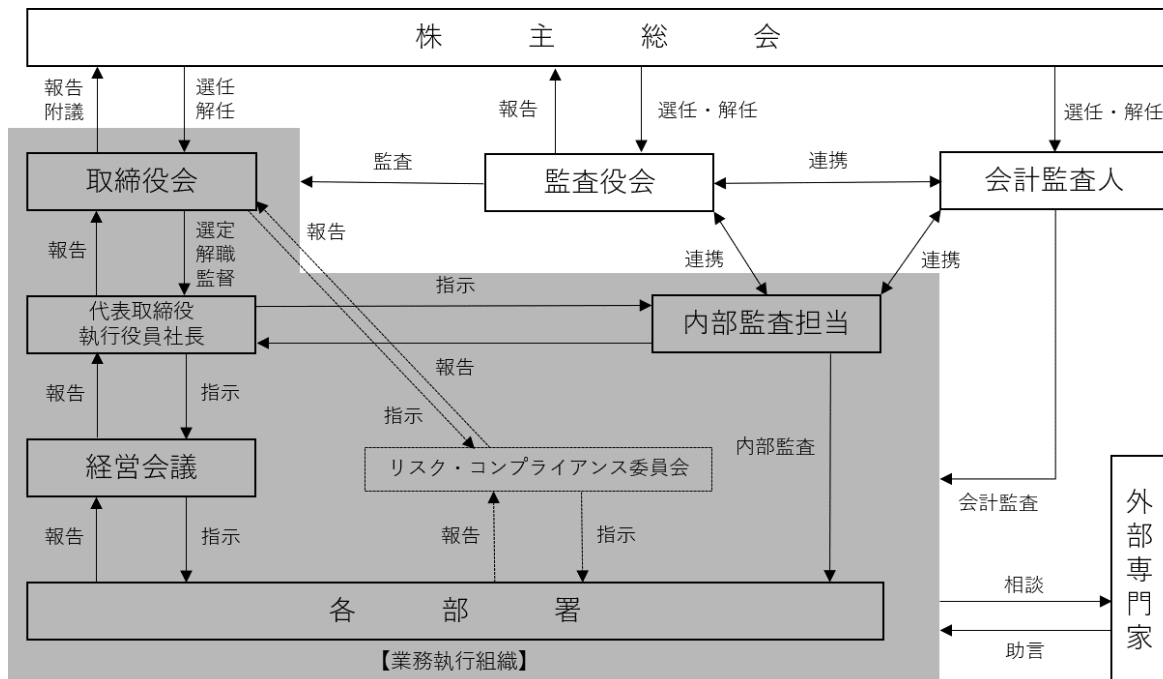 株主総会
報告
附議
選任
解任
報告
選任・解任
選任・解任
取締役会
監査
監査役会
連携
会計監査人
報告
選定
解職
監督
報告
連携
連携
代表取締役
執行役員社長
指示
報告
内部監査担当
報告
指示
指示
内部監査
経営会議
リスク・コンプライアンス委員会
会計監査
報告
指示
報告
指示
外部専門家
各部署
相談
助言
【業務執行組織】